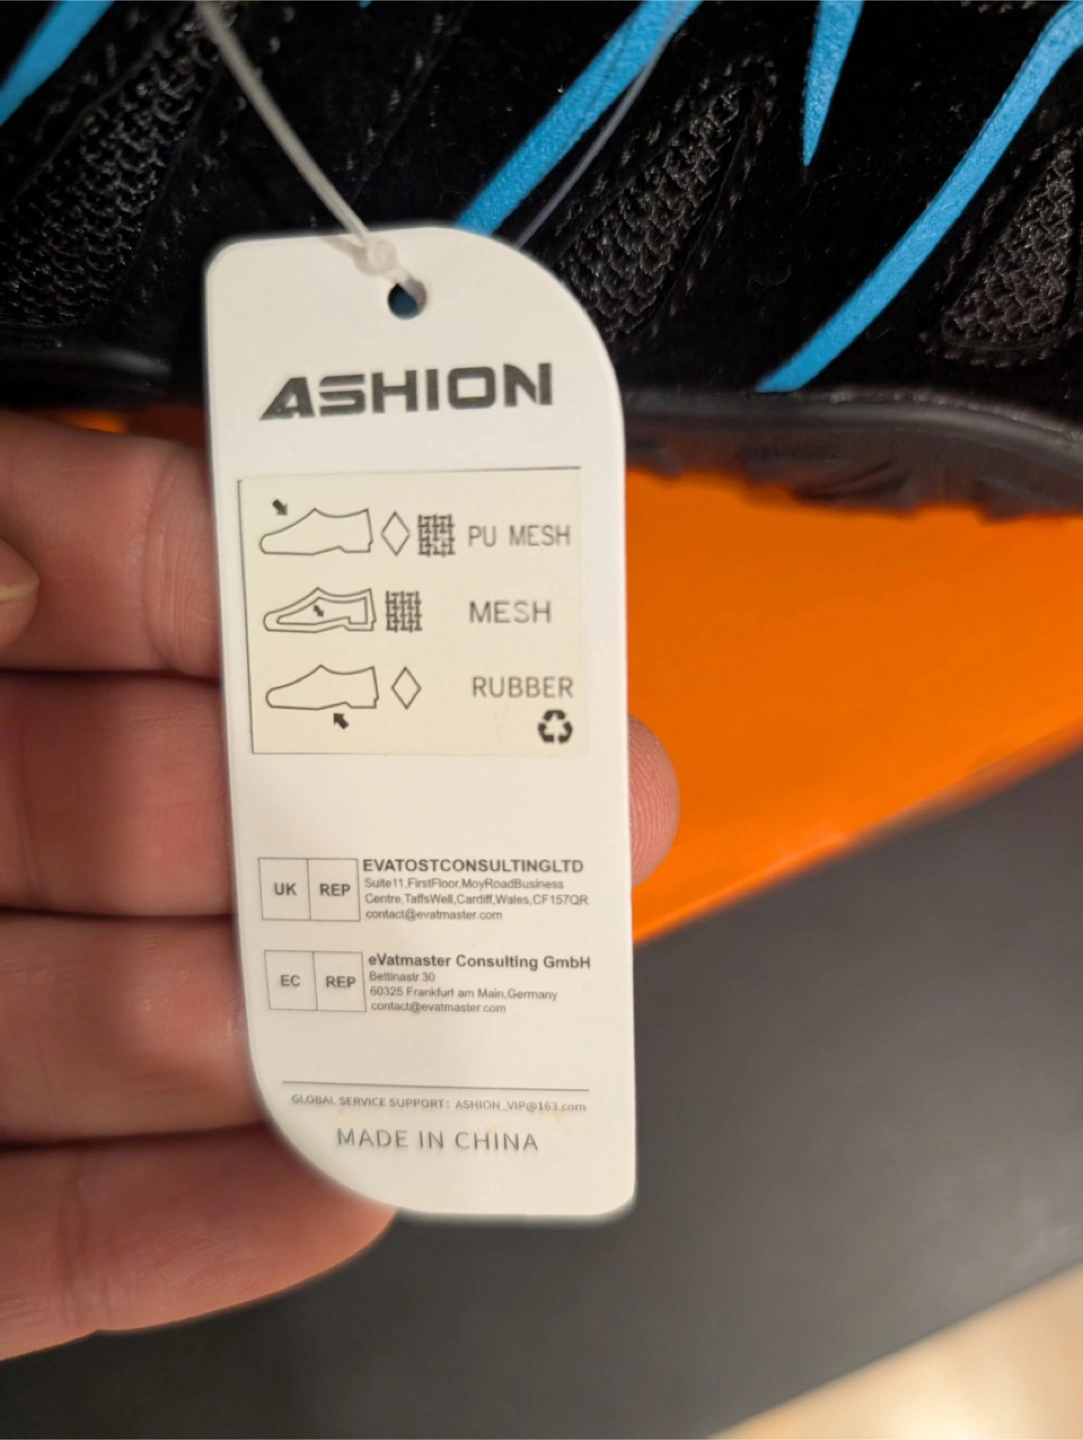 ASHION
PU MESH
MESH
RUBBER
UK REP
EVATOSTCONSULTINGLTD
Suite11,FirstFloor,MoyRoadBusiness
Centre,TaffsWell,Cardiff,Wales,CF157QR
contact@evatmaster.com
EC REP
eVatmaster Consulting GmbH
Bettinastr.30
60325 Frankfurt am Main,Germany
contact@evatmaster.com
GLOBAL SERVICE SUPPORT: ASHION_VIP@163.com
MADE IN CHINA